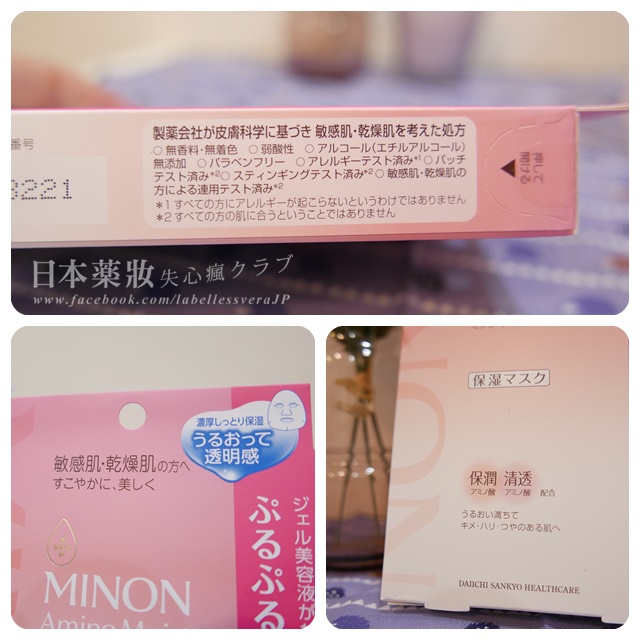 番号
3221
製薬会社が皮膚科学に基づき 敏感肌・乾燥肌を考えた処方
○ 無香料・無着色 ○ 弱酸性 ○ アルコール(エチルアルコール)
無添加 ○ パラベンフリー ○ アレルギーテスト済み*1 ○ パッチ
テスト済み*2 ○ スティンギングテスト済み*2 ○ 敏感肌・乾燥肌の
方による連用テスト済み*2
*1 すべての方にアレルギーが起こらないというわけではありません
*2 すべての方の肌に合うということではありません
押して
開ける
日本薬妝 失心瘋クラブ
www.facebook.com/labellessveraJP
濃厚しっとり保湿
うるおって
透明感
敏感肌・乾燥肌の方へ
すこやかに、美しく
ジェル美容液が
ぷるぷる
MINON
Amino
保湿マスク
保潤 清透
アミノ酸 アミノ酸 配合
うるおい満ちて
キメ・ハリ・つやのある肌へ
DAIICHI SANKYO HEALTHCARE